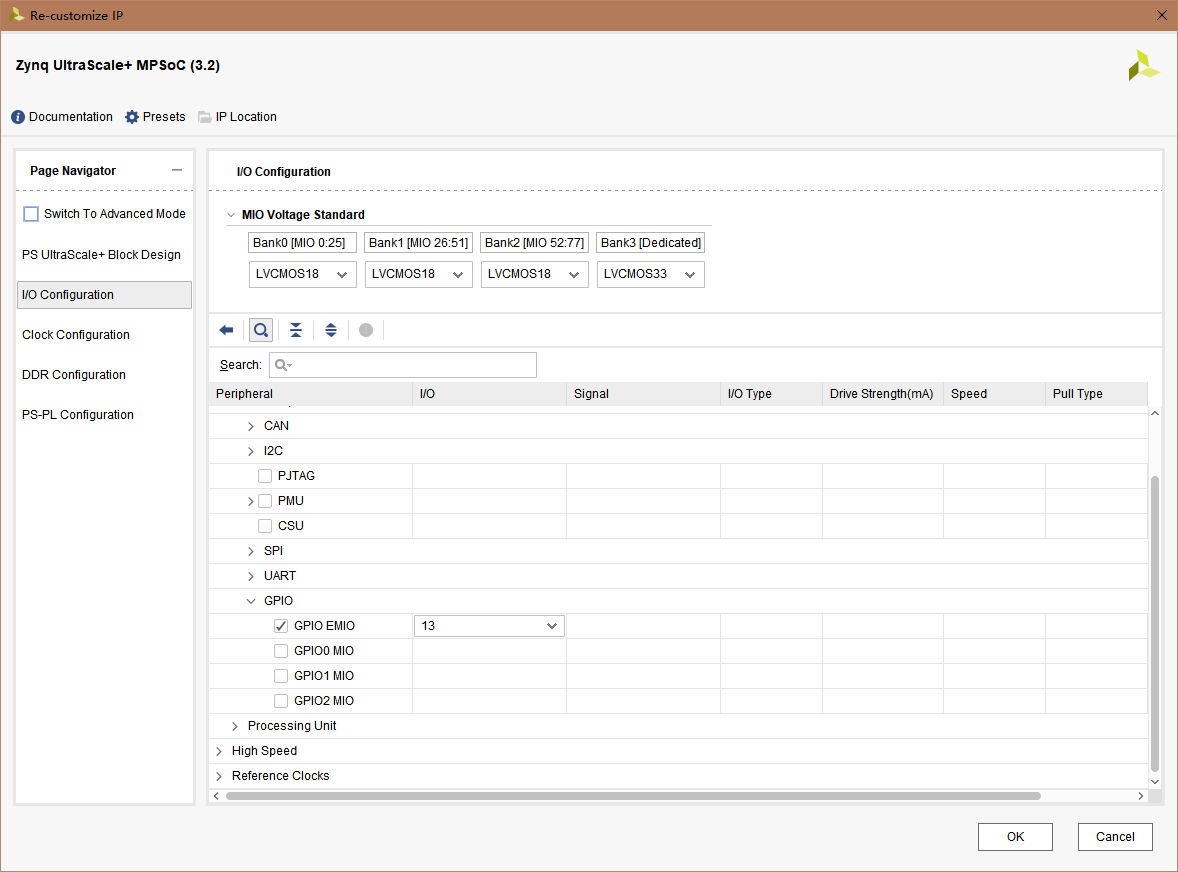 Re-customize IP
Zynq UltraScale+ MPSoC (3.2)
Documentation Presets IP Location
Page Navigator
Switch To Advanced Mode
PS UltraScale+ Block Design
I/O Configuration
Clock Configuration
DDR Configuration
PS-PL Configuration
I/O Configuration
MIO Voltage Standard
Bank0 [MIO 0:25] Bank1 [MIO 26:51] Bank2 [MIO 52:77] Bank3 [Dedicated]
LVCMOS18 LVCMOS18 LVCMOS18 LVCMOS33
Search:
Peripheral I/O Signal I/O Type Drive Strength(mA) Speed Pull Type
CAN
I2C
PJTAG
PMU
CSU
SPI
UART
GPIO
GPIO EMIO 13
GPIO0 MIO
GPIO1 MIO
GPIO2 MIO
Processing Unit
High Speed
Reference Clocks
OK Cancel